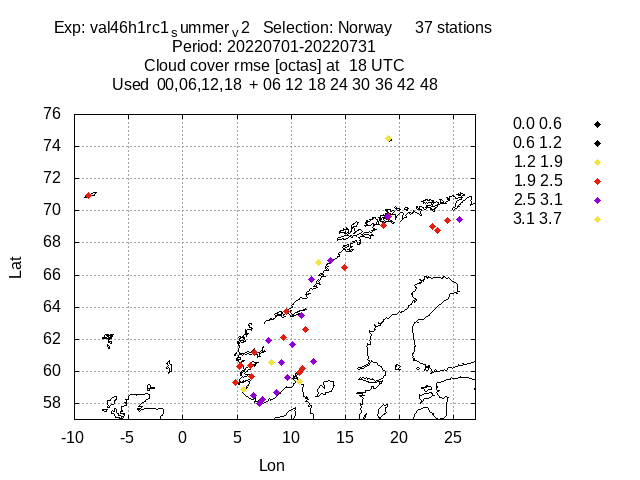 Exp: val46h1rc1summerv2 Selection: Norway 37 stations
Period: 20220701-20220731
Cloud cover rmse [octas] at 18 UTC
Used 00,06,12,18 + 06 12 18 24 30 36 42 48
76
74
72
70
68
66
64
62
60
58
Lat
-10 -5 0 5 10 15 20 25
Lon
0.0 0.6
0.6 1.2
1.2 1.9
1.9 2.5
2.5 3.1
3.1 3.7